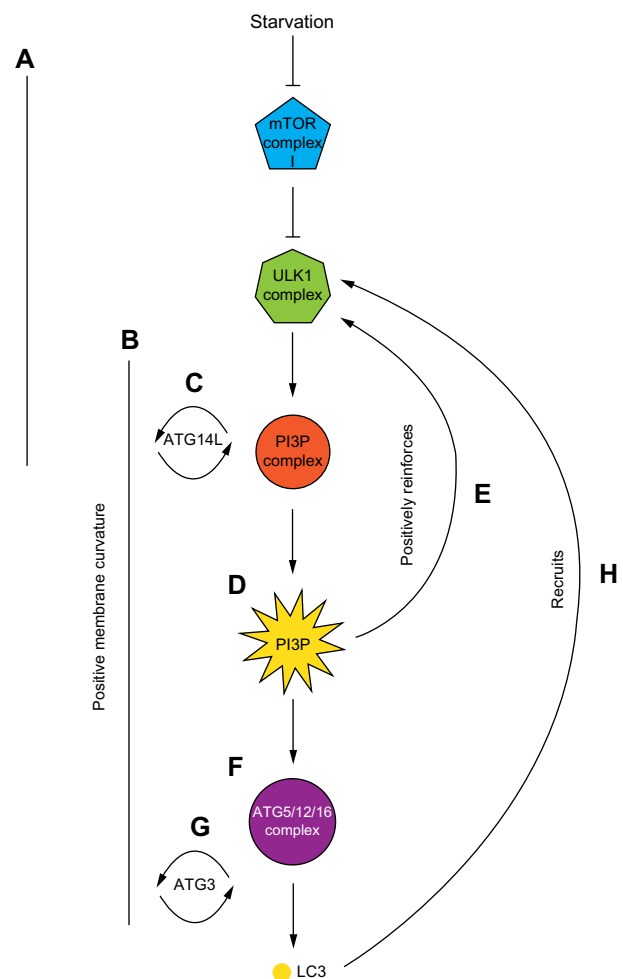 Starvation
A
mTOR
complex
I
ULK1
complex
B
C
ATG14L
PI3P
complex
Positively reinforces
E
Positive membrane curvature
D
PI3P
Recruits
H
F
ATG5/12/16
complex
G
ATG3
LC3